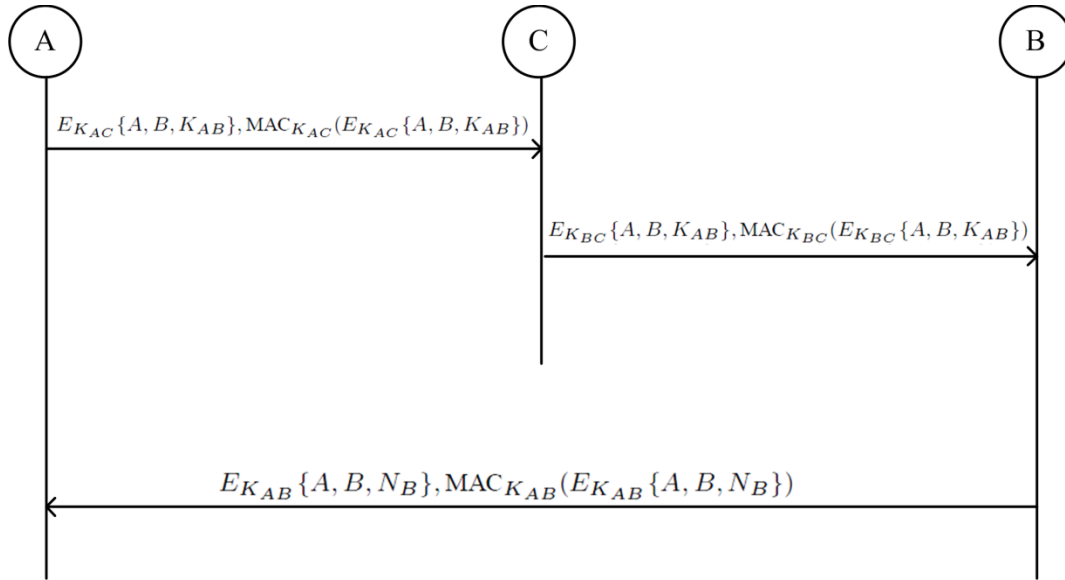 A C B
E_{K_{AC}}{A, B, K_{AB}}, MAC_{K_{AC}}(E_{K_{AC}}{A, B, K_{AB}})
E_{K_{BC}}{A, B, K_{AB}}, MAC_{K_{BC}}(E_{K_{BC}}{A, B, K_{AB}})
E_{K_{AB}}{A, B, N_B}, MAC_{K_{AB}}(E_{K_{AB}}{A, B, N_B})